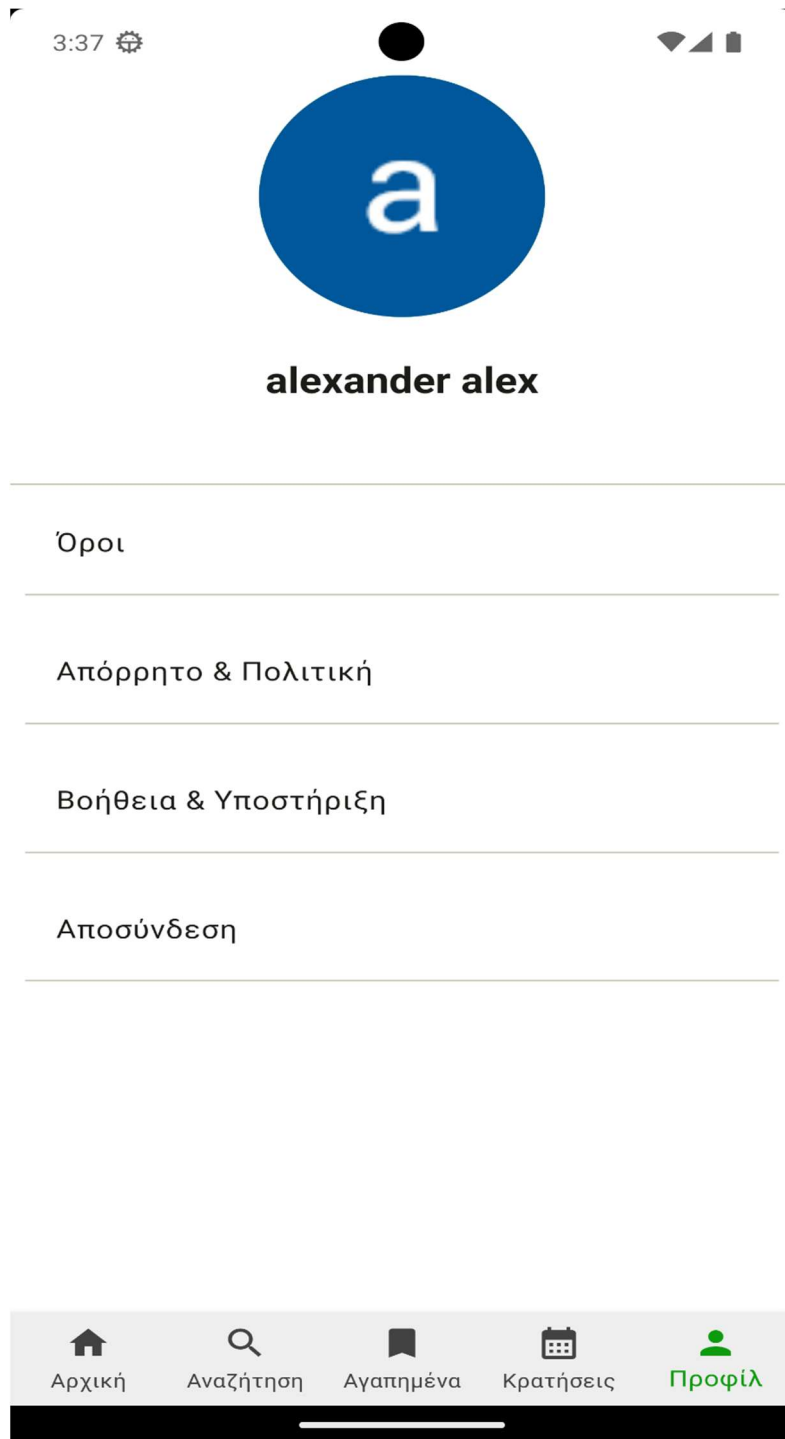 3:37
a
alexander alex
Όροι
Απόρρητο & Πολιτική
Βοήθεια & Υποστήριξη
Αποσύνδεση
Αρχική Αναζήτηση Αγαπημένα Κρατήσεις Προφίλ